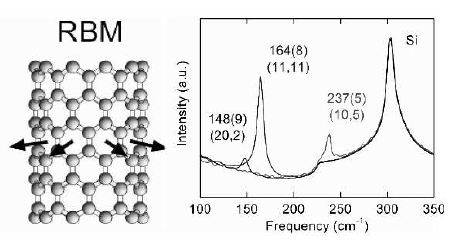 RBM
Si
164(8)
(11,11)
148(9)
(20,2)
237(5)
(10,5)
Intensity (a.u.)
100 150 200 250 300 350
Frequency (cm⁻¹)